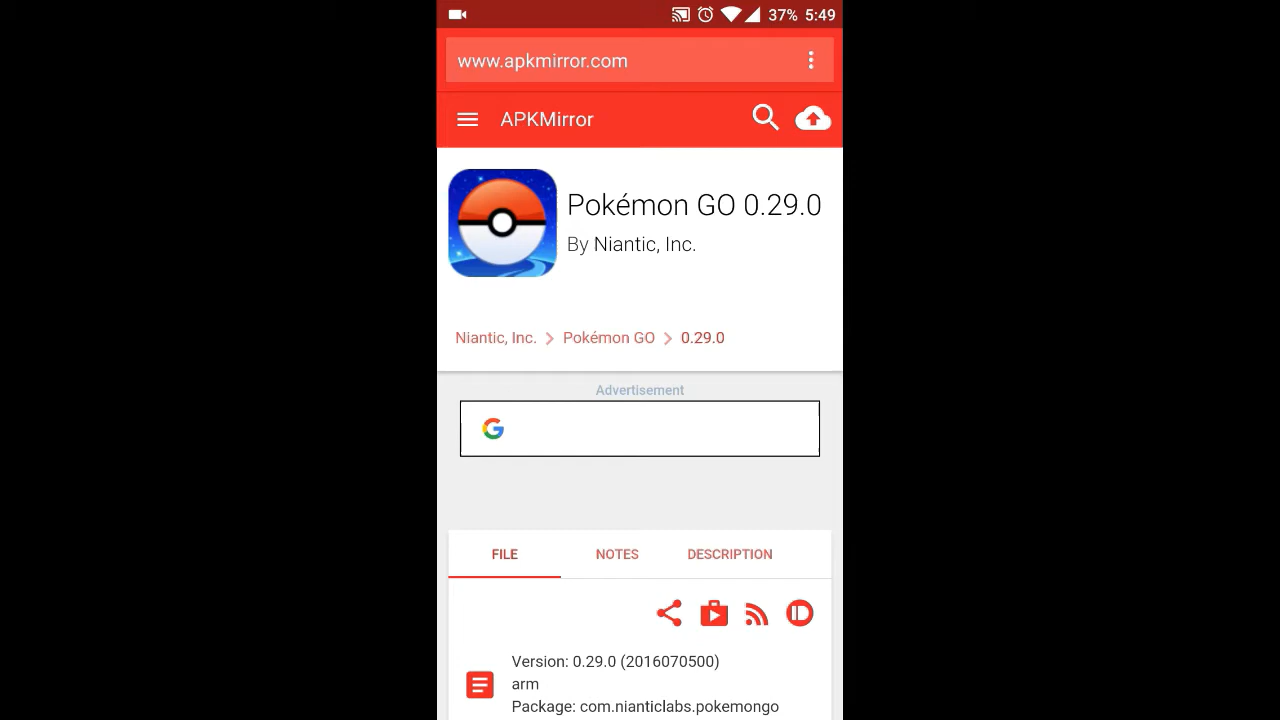 37% 5:49
www.apkmirror.com
APKMirror
Pokémon GO 0.29.0
By Niantic, Inc.
Niantic, Inc. > Pokémon GO > 0.29.0
Advertisement
G
FILE NOTES DESCRIPTION
Version: 0.29.0 (2016070500)
arm
Package: com.nianticlabs.pokemongo